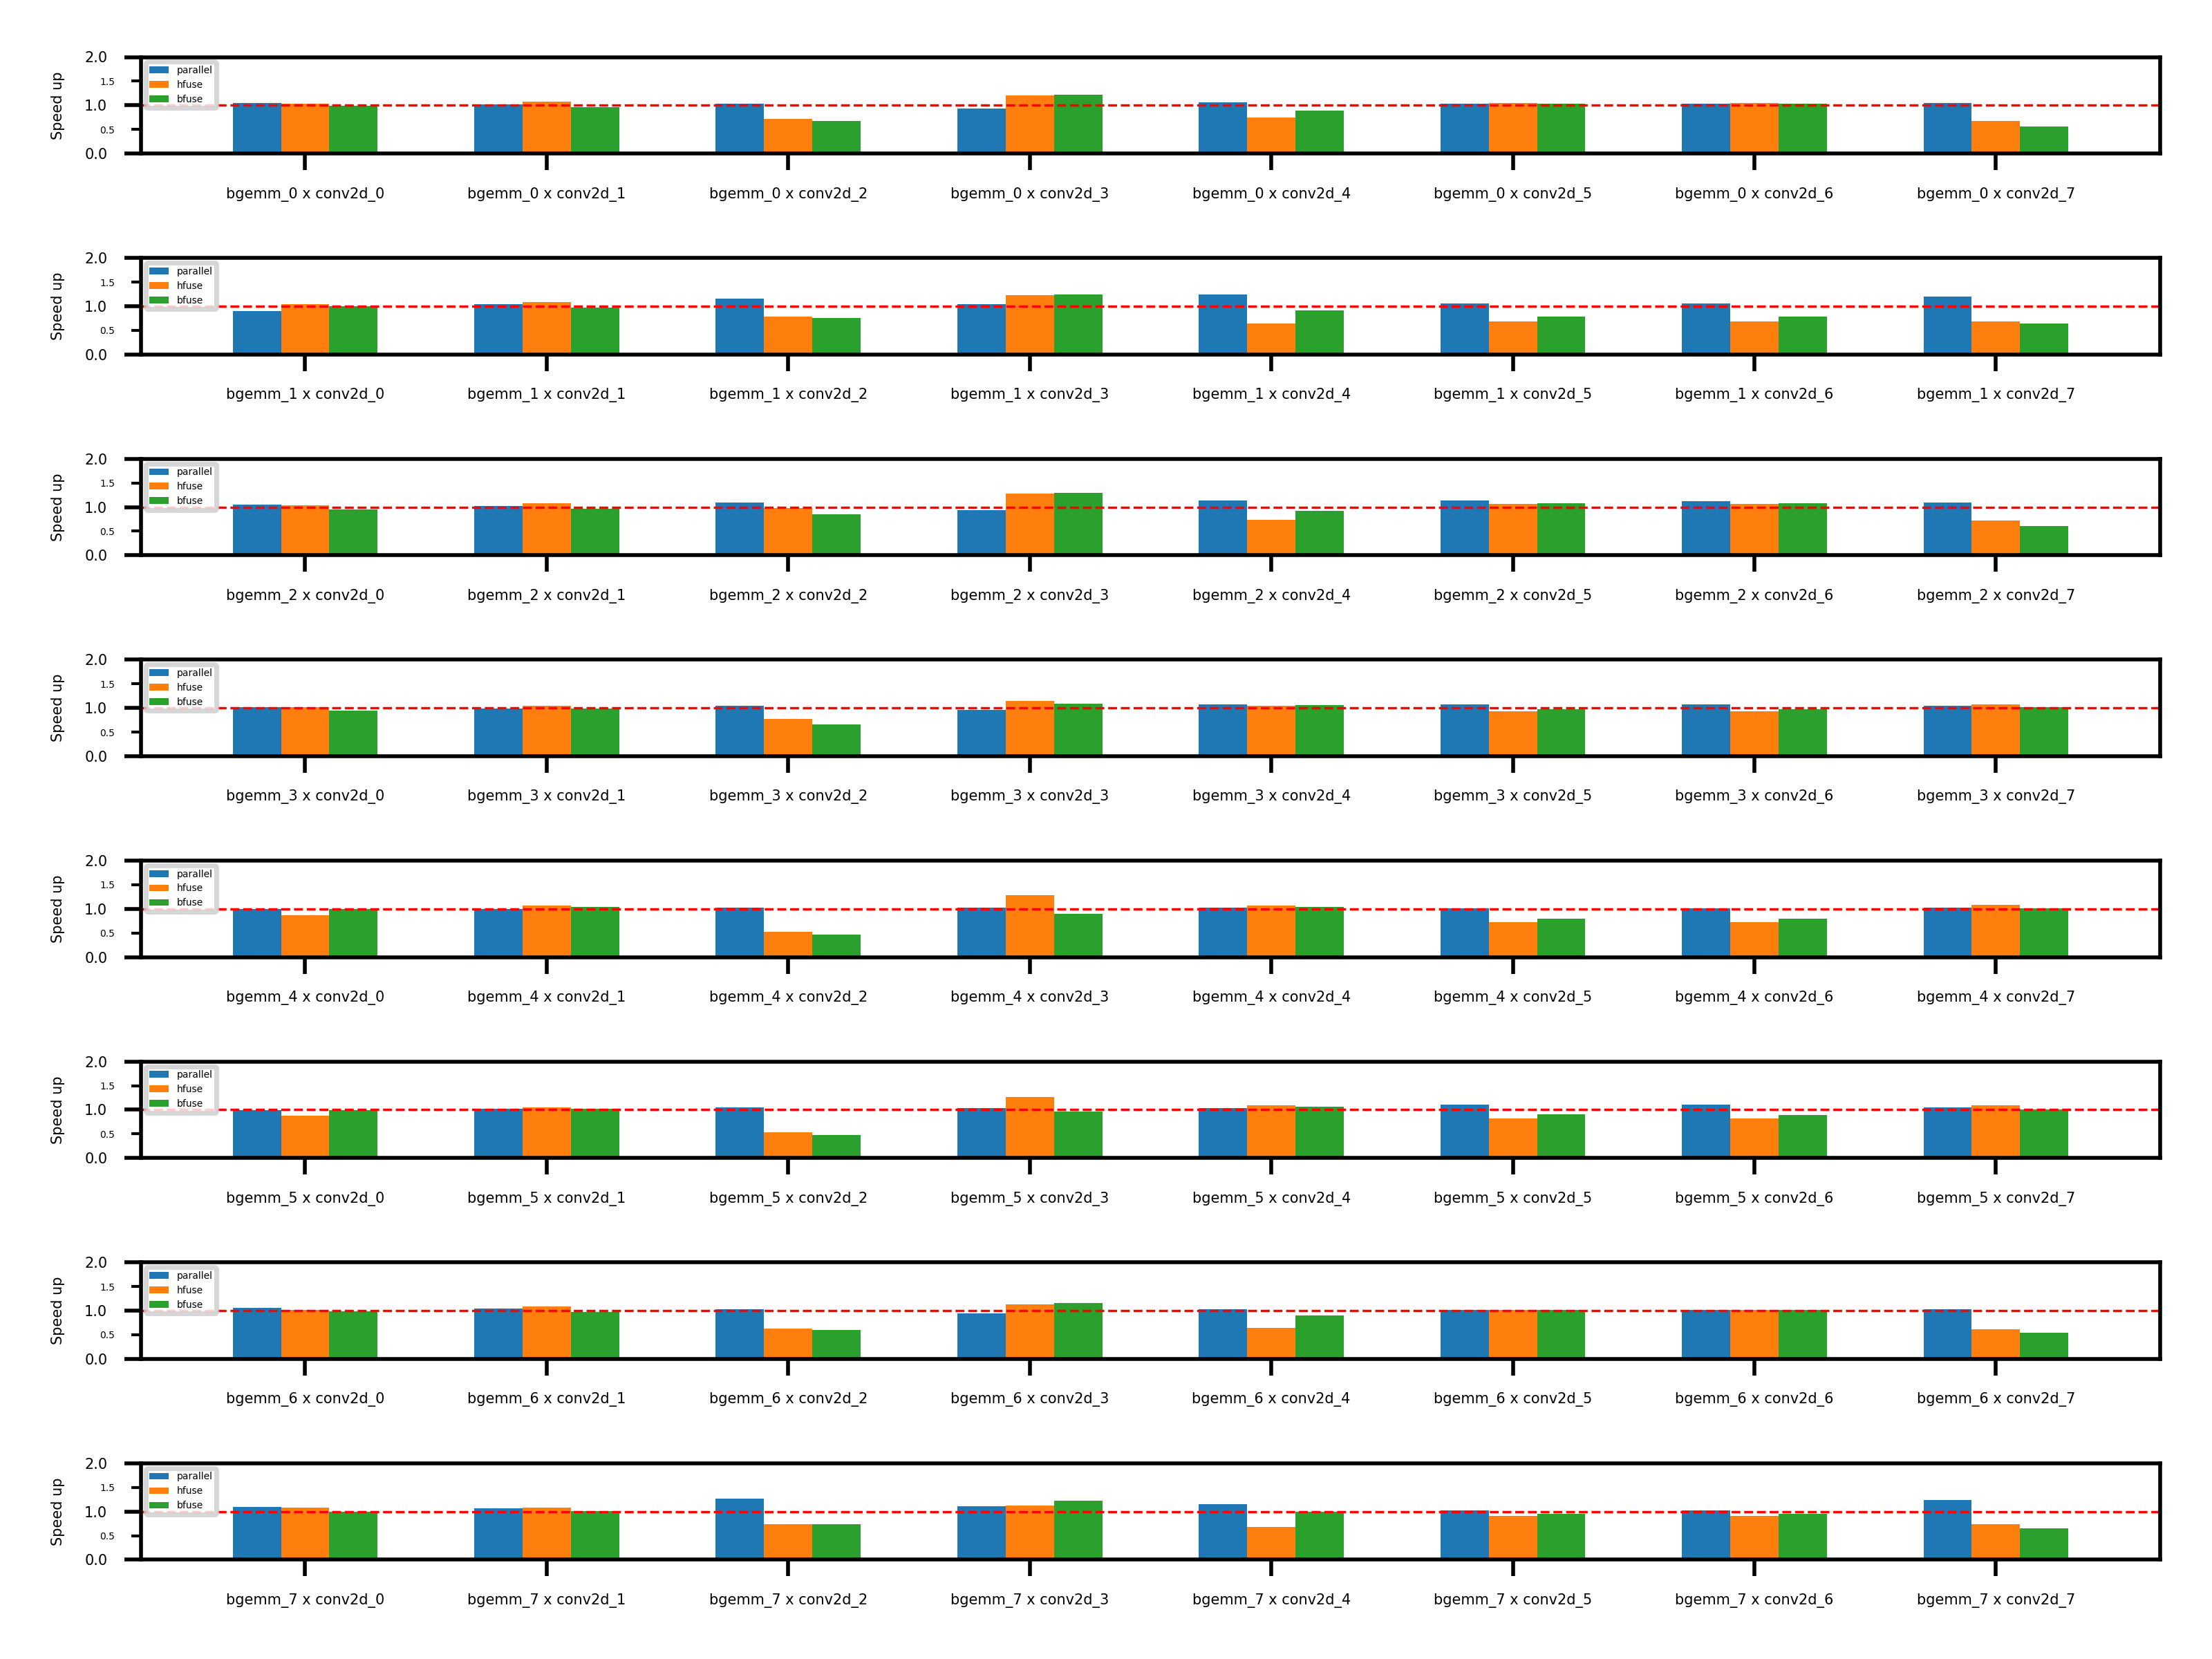 Speed up
2.0
1.5
1.0
0.5
0.0
parallel
hfuse
bfuse
bgemm_0 x conv2d_0 bgemm_0 x conv2d_1 bgemm_0 x conv2d_2 bgemm_0 x conv2d_3 bgemm_0 x conv2d_4 bgemm_0 x conv2d_5 bgemm_0 x conv2d_6 bgemm_0 x conv2d_7
Speed up
2.0
1.5
1.0
0.5
0.0
parallel
hfuse
bfuse
bgemm_1 x conv2d_0 bgemm_1 x conv2d_1 bgemm_1 x conv2d_2 bgemm_1 x conv2d_3 bgemm_1 x conv2d_4 bgemm_1 x conv2d_5 bgemm_1 x conv2d_6 bgemm_1 x conv2d_7
Speed up
2.0
1.5
1.0
0.5
0.0
parallel
hfuse
bfuse
bgemm_2 x conv2d_0 bgemm_2 x conv2d_1 bgemm_2 x conv2d_2 bgemm_2 x conv2d_3 bgemm_2 x conv2d_4 bgemm_2 x conv2d_5 bgemm_2 x conv2d_6 bgemm_2 x conv2d_7
Speed up
2.0
1.5
1.0
0.5
0.0
parallel
hfuse
bfuse
bgemm_3 x conv2d_0 bgemm_3 x conv2d_1 bgemm_3 x conv2d_2 bgemm_3 x conv2d_3 bgemm_3 x conv2d_4 bgemm_3 x conv2d_5 bgemm_3 x conv2d_6 bgemm_3 x conv2d_7
Speed up
2.0
1.5
1.0
0.5
0.0
parallel
hfuse
bfuse
bgemm_4 x conv2d_0 bgemm_4 x conv2d_1 bgemm_4 x conv2d_2 bgemm_4 x conv2d_3 bgemm_4 x conv2d_4 bgemm_4 x conv2d_5 bgemm_4 x conv2d_6 bgemm_4 x conv2d_7
Speed up
2.0
1.5
1.0
0.5
0.0
parallel
hfuse
bfuse
bgemm_5 x conv2d_0 bgemm_5 x conv2d_1 bgemm_5 x conv2d_2 bgemm_5 x conv2d_3 bgemm_5 x conv2d_4 bgemm_5 x conv2d_5 bgemm_5 x conv2d_6 bgemm_5 x conv2d_7
Speed up
2.0
1.5
1.0
0.5
0.0
parallel
hfuse
bfuse
bgemm_6 x conv2d_0 bgemm_6 x conv2d_1 bgemm_6 x conv2d_2 bgemm_6 x conv2d_3 bgemm_6 x conv2d_4 bgemm_6 x conv2d_5 bgemm_6 x conv2d_6 bgemm_6 x conv2d_7
Speed up
2.0
1.5
1.0
0.5
0.0
parallel
hfuse
bfuse
bgemm_7 x conv2d_0 bgemm_7 x conv2d_1 bgemm_7 x conv2d_2 bgemm_7 x conv2d_3 bgemm_7 x conv2d_4 bgemm_7 x conv2d_5 bgemm_7 x conv2d_6 bgemm_7 x conv2d_7